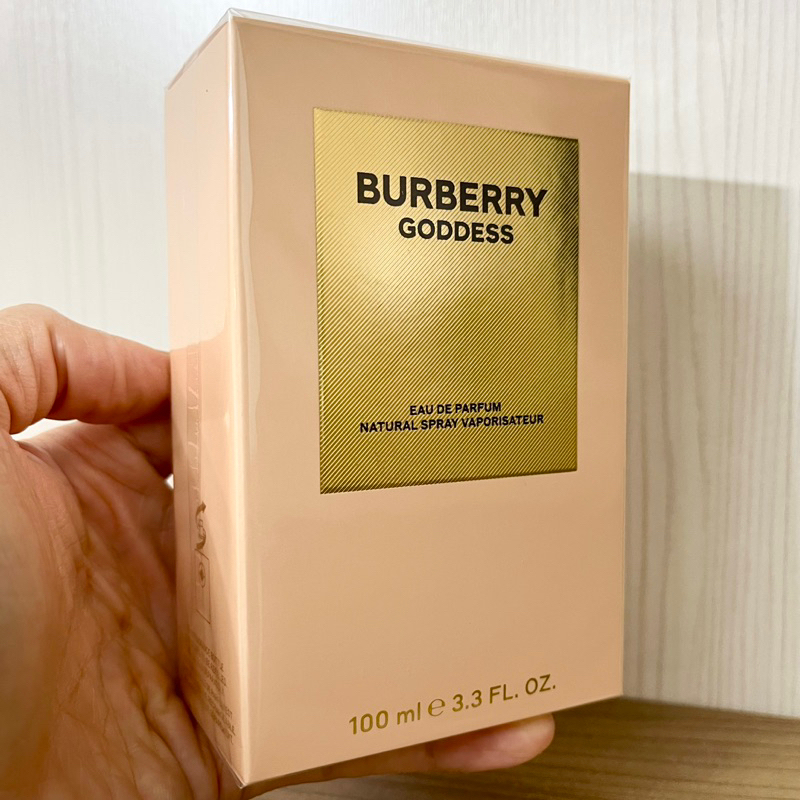 BURBERRY
GODDESS
EAU DE PARFUM
NATURAL SPRAY VAPORISATEUR
100 ml ℮ 3.3 FL. OZ.